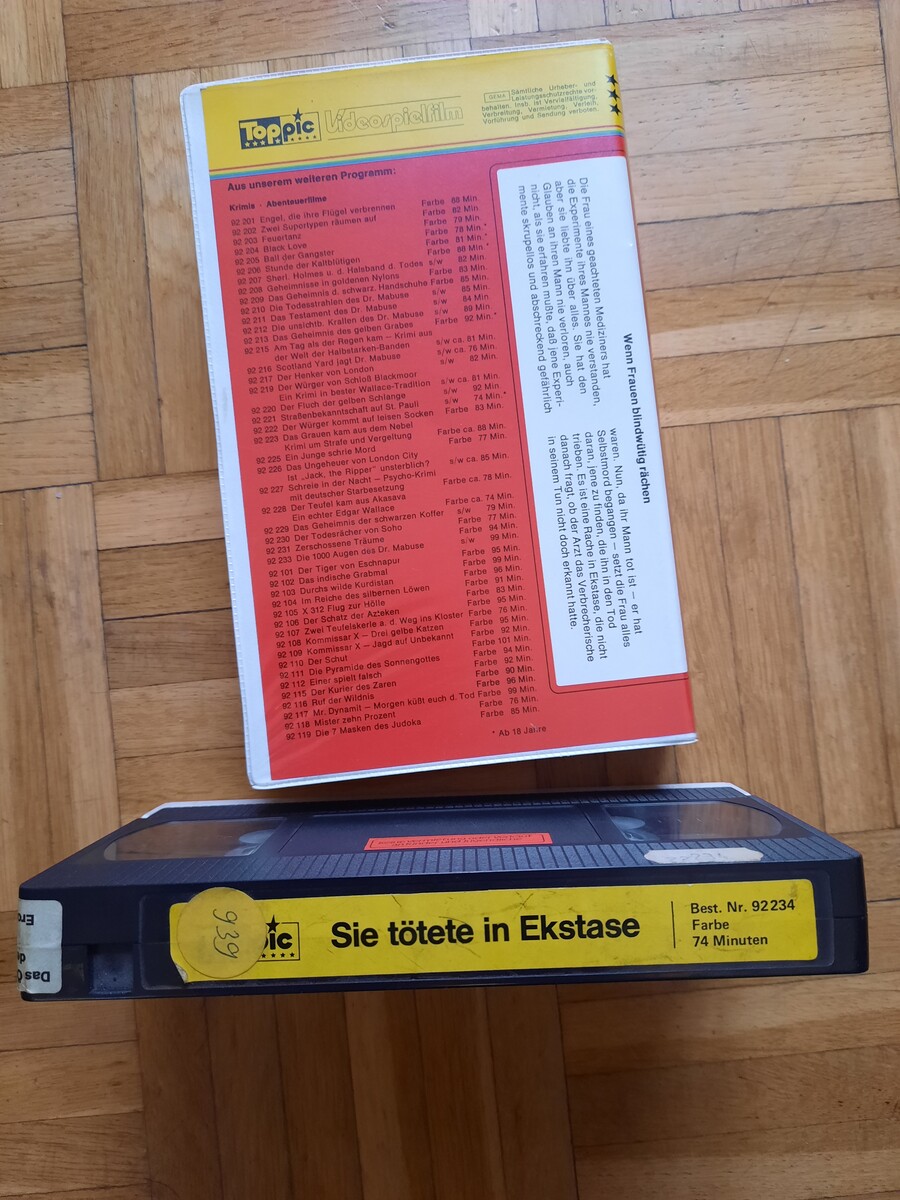 Toppic Videospielfilm
GEMA Sämtliche Urheber- und
Leistungsschutzrechte vor-
behalten. Insb. ist Vervielfältigung,
Verbreitung, Vermietung, Verleih,
Vorführung und Sendung verboten.
Aus unserem weiteren Programm:
Krimis · Abenteuerfilme
92 201 Engel, die ihre Flügel verbrennen Farbe 88 Min.
92 202 Zwei Supertypen räumen auf Farbe 82 Min.
92 203 Feuertanz Farbe 79 Min.
92 204 Black Love Farbe 78 Min.*
92 205 Ball der Gangster Farbe 81 Min.
92 206 Stunde der Kaltblütigen Farbe 88 Min.*
92 207 Sherl. Holmes u. d. Halsband d. Todes s/w 82 Min.
92 208 Geheimnisse in goldenen Nylons Farbe 83 Min.
92 209 Das Geheimnis d. schwarz. Handschuhe Farbe 85 Min.
92 210 Die Todesstrahlen des Dr. Mabuse s/w 85 Min.
92 211 Das Testament des Dr. Mabuse s/w 84 Min.
92 212 Die unsichtb. Krallen des Dr. Mabuse s/w 89 Min.
92 213 Das Geheimnis des gelben Grabes Farbe 92 Min.*
92 215 Am Tag als der Regen kam – Krimi aus
der Welt der Halbstarken-Banden s/w ca. 81 Min.
92 216 Scotland Yard jagt Dr. Mabuse s/w ca. 76 Min.
92 217 Der Henker von London s/w 82 Min.
92 219 Der Würger von Schloß Blackmoor
Ein Krimi in bester Wallace-Tradition s/w ca. 81 Min.
92 220 Der Fluch der gelben Schlange s/w 92 Min.
92 221 Straßenbekanntschaft auf St. Pauli s/w 74 Min.*
92 222 Der Würger kommt auf leisen Socken Farbe 83 Min.
92 223 Das Grauen kam aus dem Nebel
Krimi um Strafe und Vergeltung Farbe ca. 88 Min.
92 225 Ein Junge schrie Mord Farbe 77 Min.
92 226 Das Ungeheuer von London City
Ist „Jack, the Ripper" unsterblich? s/w ca. 85 Min.
92 227 Schreie in der Nacht – Psycho-Krimi
mit deutscher Starbesetzung Farbe ca. 78 Min.
92 228 Der Teufel kam aus Akasava
Ein echter Edgar Wallace Farbe ca. 74 Min.
92 229 Das Geheimnis der schwarzen Koffer s/w 79 Min.
92 230 Der Todesrächer von Soho Farbe 77 Min.
92 231 Zerschossene Träume Farbe 94 Min.
92 233 Die 1000 Augen des Dr. Mabuse s/w 99 Min.
92 101 Der Tiger von Eschnapur Farbe 95 Min.
92 102 Das indische Grabmal Farbe 99 Min.
92 103 Durchs wilde Kurdistan Farbe 96 Min.
92 104 Im Reiche des silbernen Löwen Farbe 91 Min.
92 105 X 312 Flug zur Hölle Farbe 83 Min.
92 106 Der Schatz der Azteken Farbe 95 Min.
92 107 Zwei Teufelskerle a. d. Weg ins Kloster Farbe 76 Min.
92 108 Kommissar X – Drei gelbe Katzen Farbe 95 Min.
92 109 Kommissar X – Jagd auf Unbekannt Farbe 92 Min.
92 110 Der Schut Farbe 101 Min.
92 111 Die Pyramide des Sonnengottes Farbe 94 Min.
92 112 Einer spielt falsch Farbe 92 Min.
92 115 Der Kurier des Zaren Farbe 90 Min.
92 116 Ruf der Wildnis Farbe 96 Min.
92 117 Mr. Dynamit – Morgen küßt euch d. Tod Farbe 99 Min.
92 118 Mister zehn Prozent Farbe 76 Min.
92 119 Die 7 Masken des Judoka Farbe 85 Min.
* Ab 18 Jahre
Wenn Frauen blindwütig rächen
Die Frau eines geachteten Mediziners hat
die Experimente ihres Mannes nie verstanden,
aber sie liebte ihn über alles. Sie hat den
Glauben an ihren Mann nie verloren, auch
nicht, als sie erfahren mußte, daß jene Experi-
mente skrupellos und abschreckend gefährlich
waren. Nun, da ihr Mann tot ist – er hat
Selbstmord begangen – setzt die Frau alles
daran, jene zu finden, die ihn in den Tod
trieben. Es ist eine Rache in Ekstase, die nicht
danach fragt, ob der Arzt das Verbrecherische
in seinem Tun nicht doch erkannt hatte.
939
ic
Sie tötete in Ekstase
Best. Nr. 92234
Farbe
74 Minuten
Das